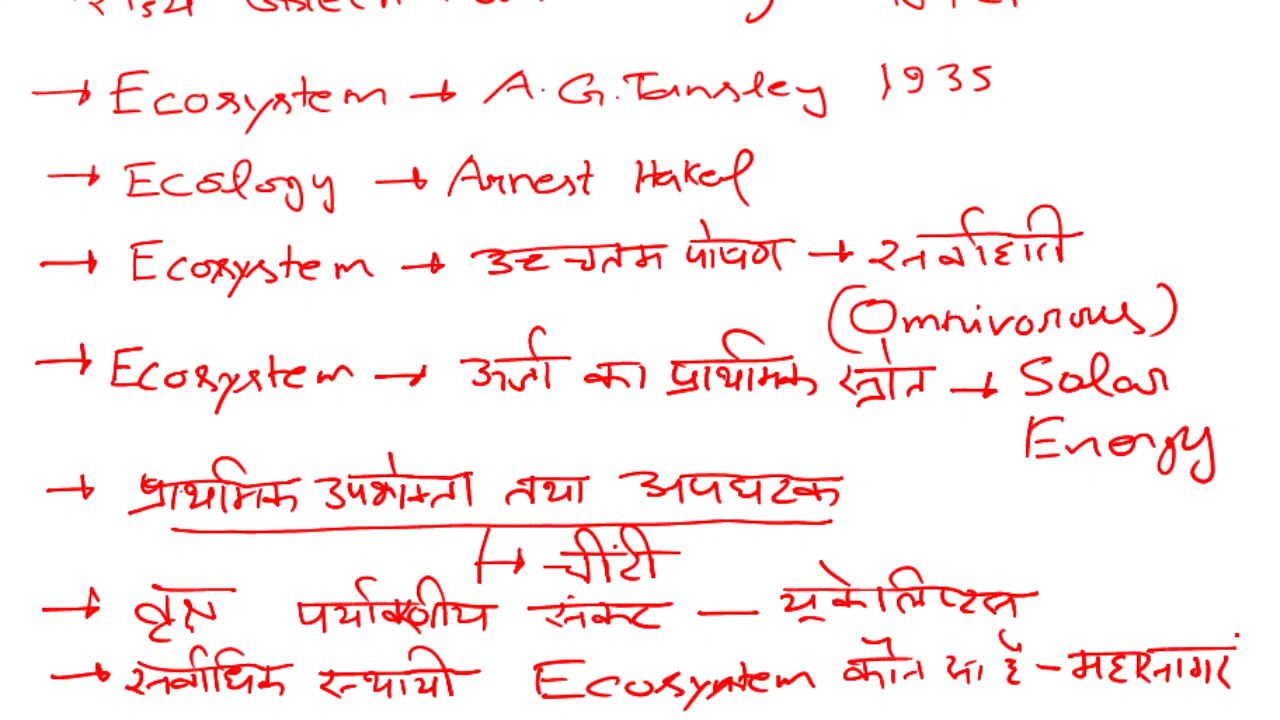 → Ecosystem → A.G.Tansley 1935
→ Ecology → Arnest Hakel
→ Ecosystem → उच्चतम पोषण → सर्वाहारी
(Omnivorous)
→ Ecosystem → ऊर्जा का प्राथमिक स्त्रोत → Solar
Energy
→ प्राथमिक उपभोक्ता तथा अपघटक
→ चींटी
→ वृक्ष पर्यावरणीय संकट — यूकेलिप्टस
→ सर्वाधिक स्थायी Ecosystem कौन सा है - महासागर